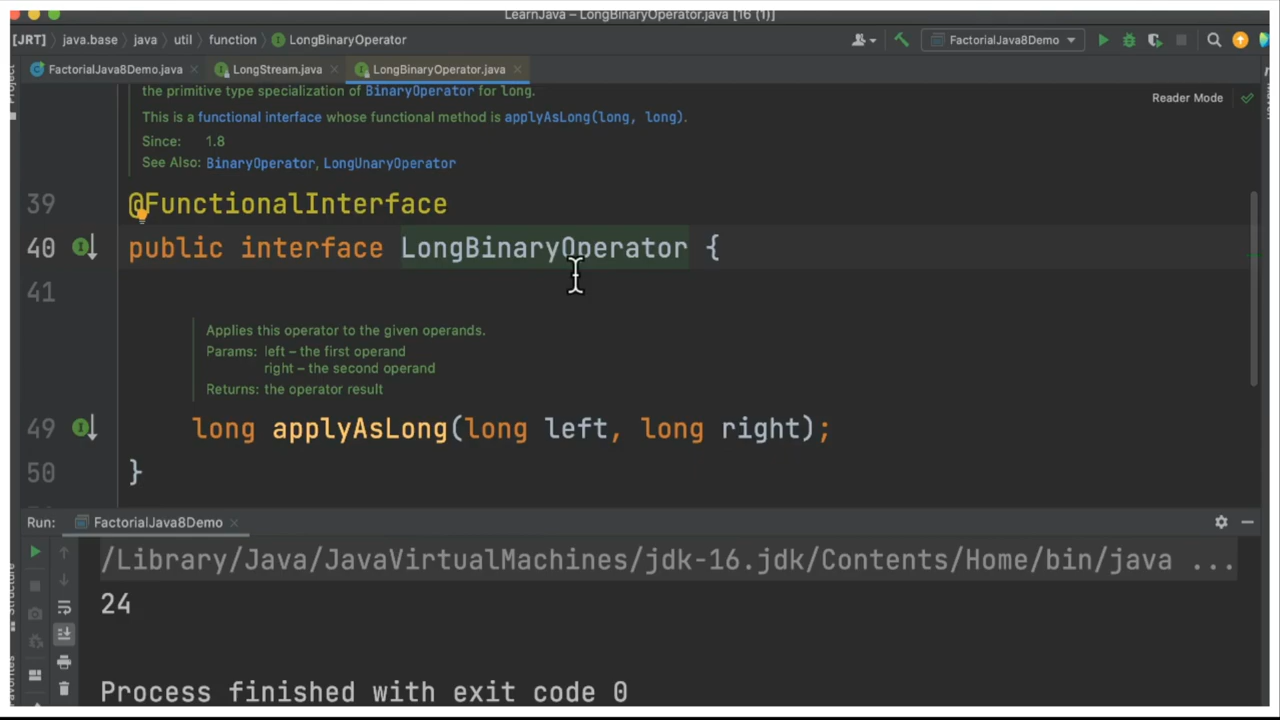 LearnJava – LongBinaryOperator.java [16 (1)]
[JRT] java.base java util function LongBinaryOperator FactorialJava8Demo
FactorialJava8Demo.java LongStream.java LongBinaryOperator.java
Project
Reader Mode
the primitive type specialization of BinaryOperator for long.
This is a functional interface whose functional method is applyAsLong(long, long).
Since: 1.8
See Also: BinaryOperator, LongUnaryOperator
39 @FunctionalInterface
40 public interface LongBinaryOperator {
41
Applies this operator to the given operands.
Params: left – the first operand
right – the second operand
Returns: the operator result
49 long applyAsLong(long left, long right);
50 }
Run: FactorialJava8Demo
/Library/Java/JavaVirtualMachines/jdk-16.jdk/Contents/Home/bin/java ...
24
Structure
Process finished with exit code 0